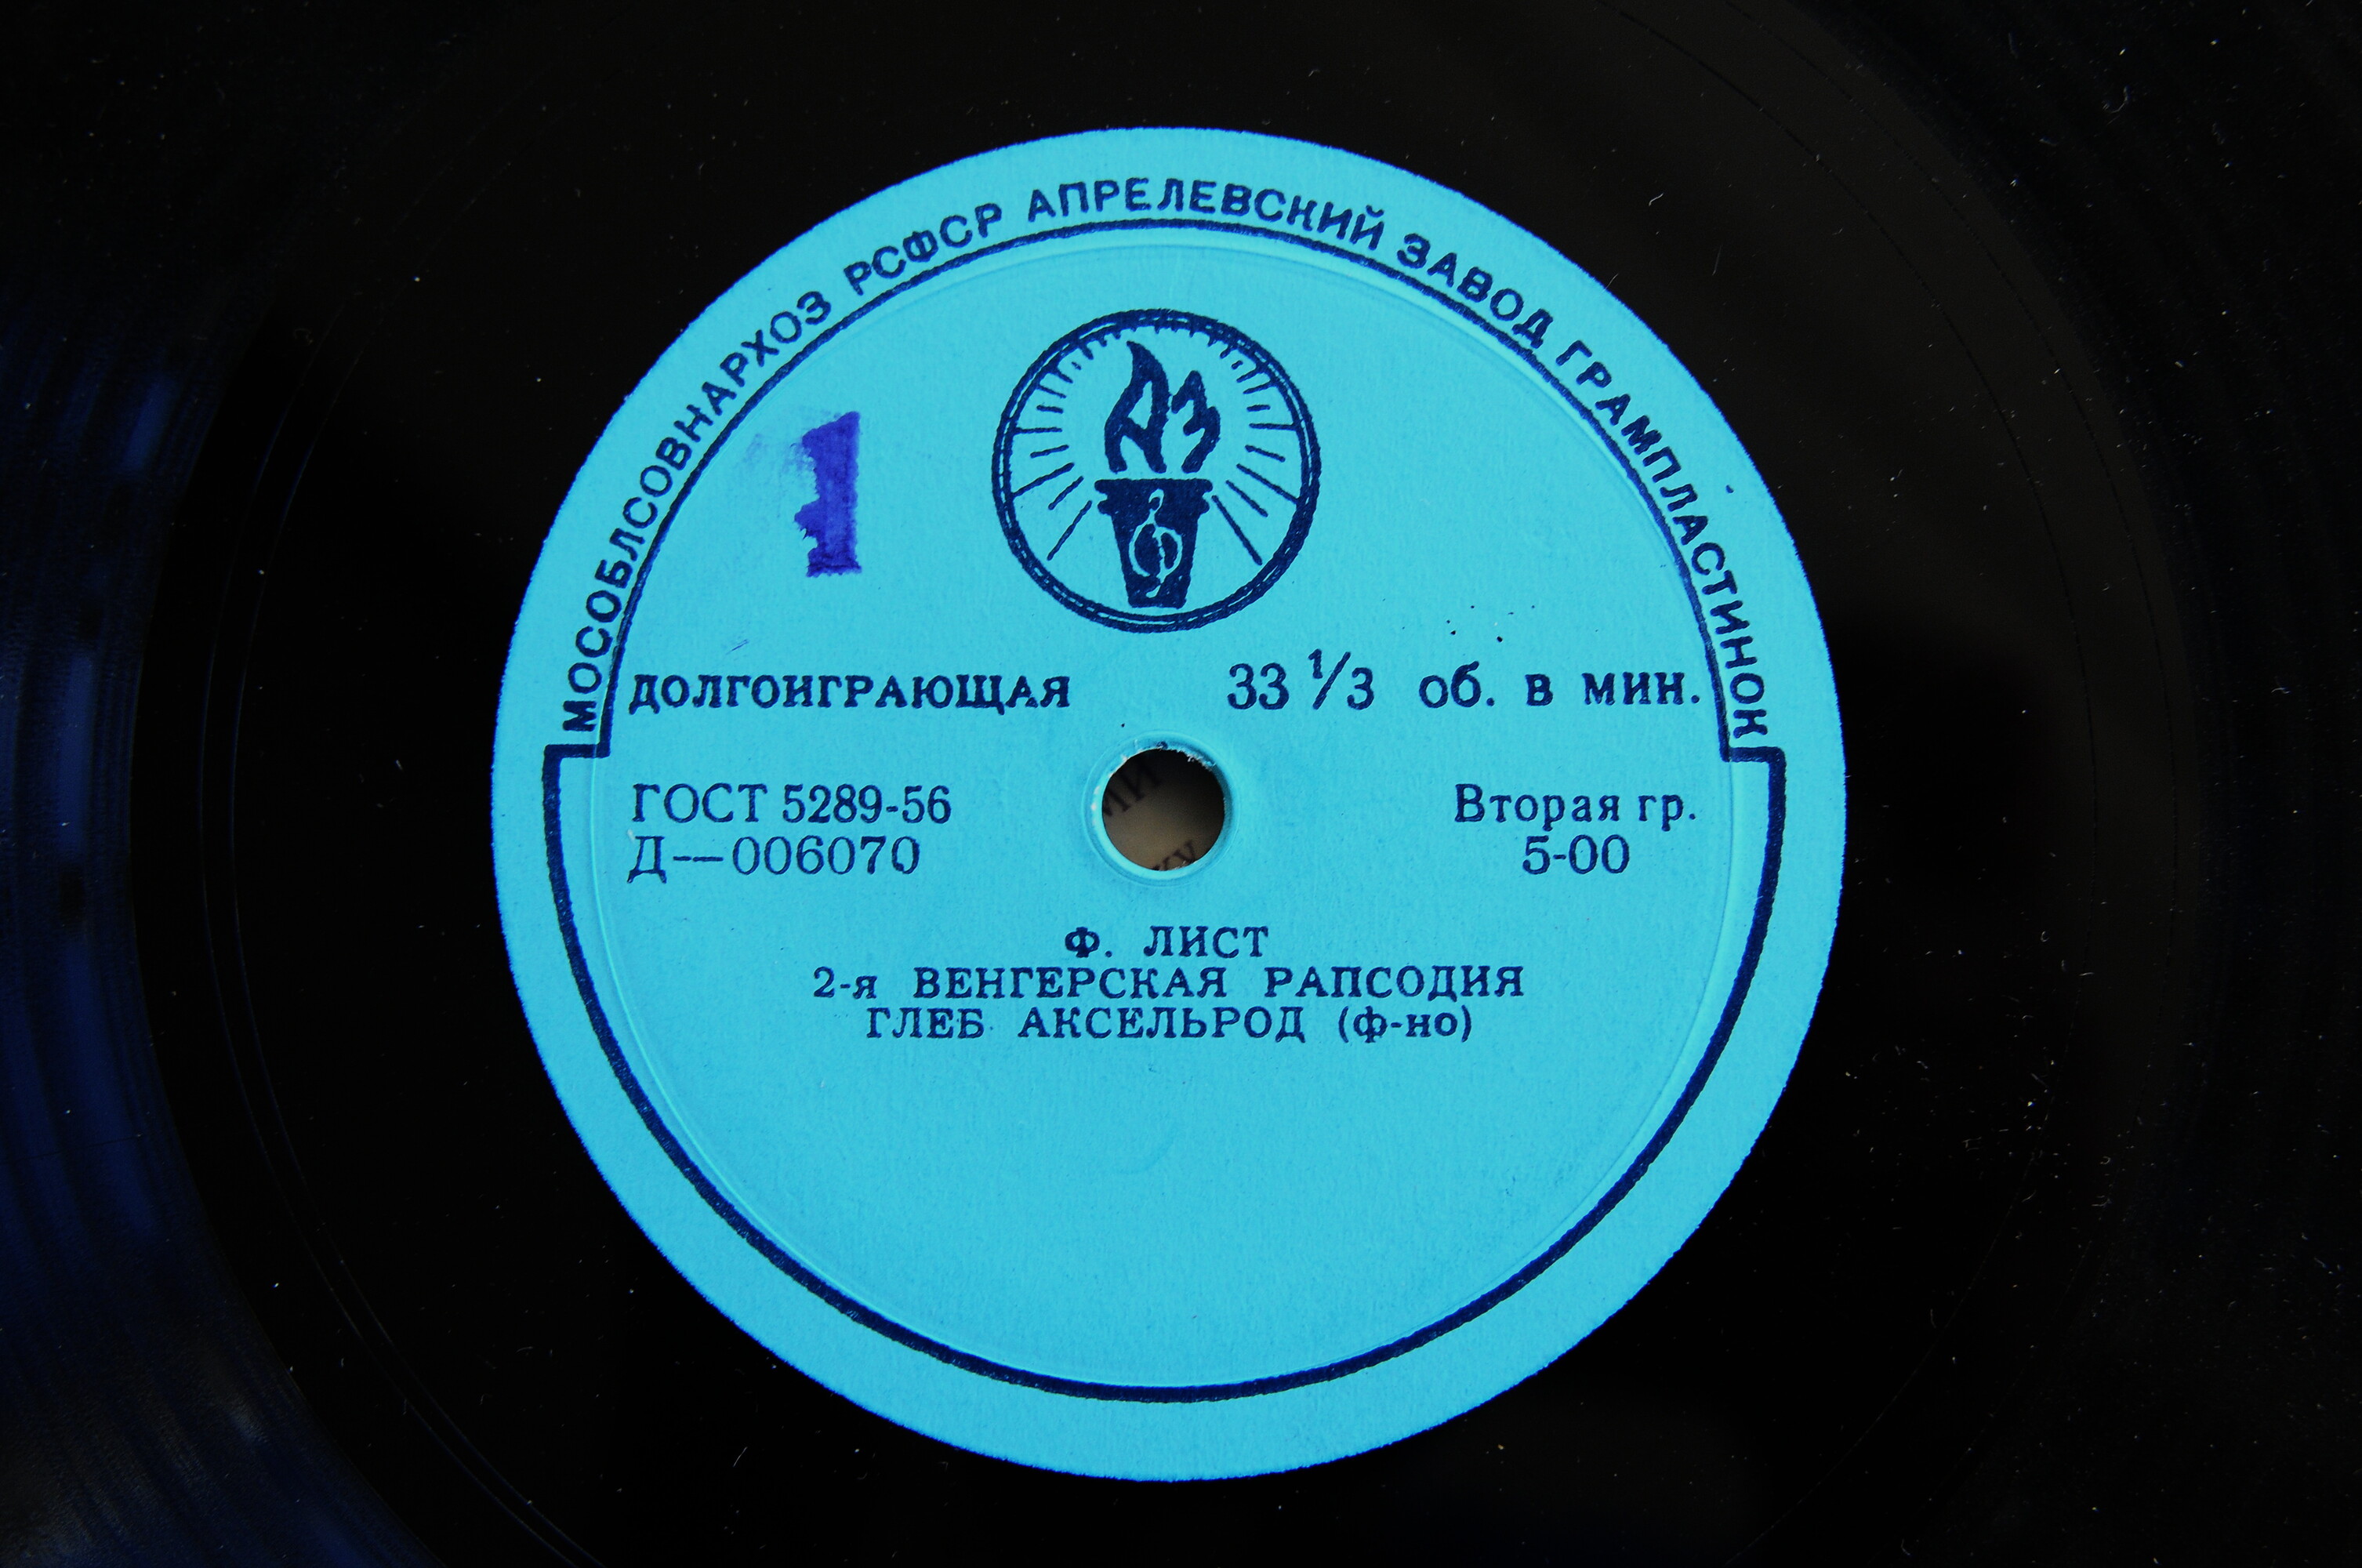 МОСОБЛСОВНАРХОЗ РСФСР АПРЕЛЕВСКИЙ ЗАВОД ГРАМПЛАСТИНОК
1
ДОЛГОИГРАЮЩАЯ 33 1/3 об. в мин.
ГОСТ 5289-56 Вторая гр.
Д—006070 5-00
Ф. ЛИСТ
2-я ВЕНГЕРСКАЯ РАПСОДИЯ
ГЛЕБ АКСЕЛЬРОД (ф-но)